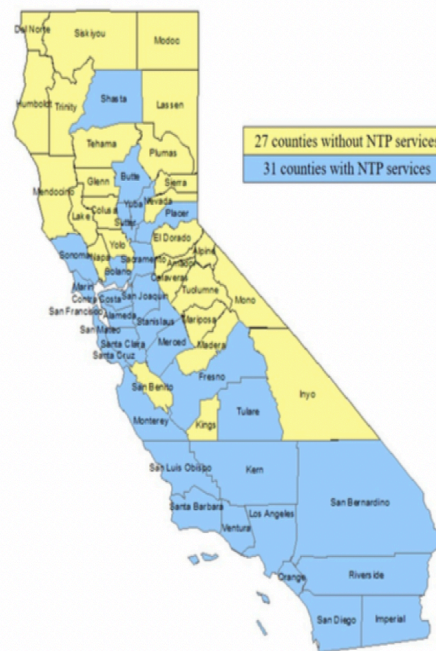 Del Norte
Siskiyou
Modoc
Humboldt
Trinity
Shasta
Lassen
27 counties without NTP services
31 counties with NTP services
Tehama
Plumas
Mendocino
Glenn
Butte
Sierra
Lake
Colusa
Yuba
Nevada
Sutter
Placer
Yolo
El Dorado
Sonoma
Napa
Sacramento
Alpine
Solano
Amador
Marin
Calaveras
Contra Costa
San Joaquin
Tuolumne
Mono
San Francisco
Alameda
Stanislaus
Mariposa
San Mateo
Santa Clara
Merced
Madera
Santa Cruz
San Benito
Fresno
Inyo
Monterey
Kings
Tulare
San Luis Obispo
Kern
San Bernardino
Santa Barbara
Ventura
Los Angeles
Orange
Riverside
San Diego
Imperial